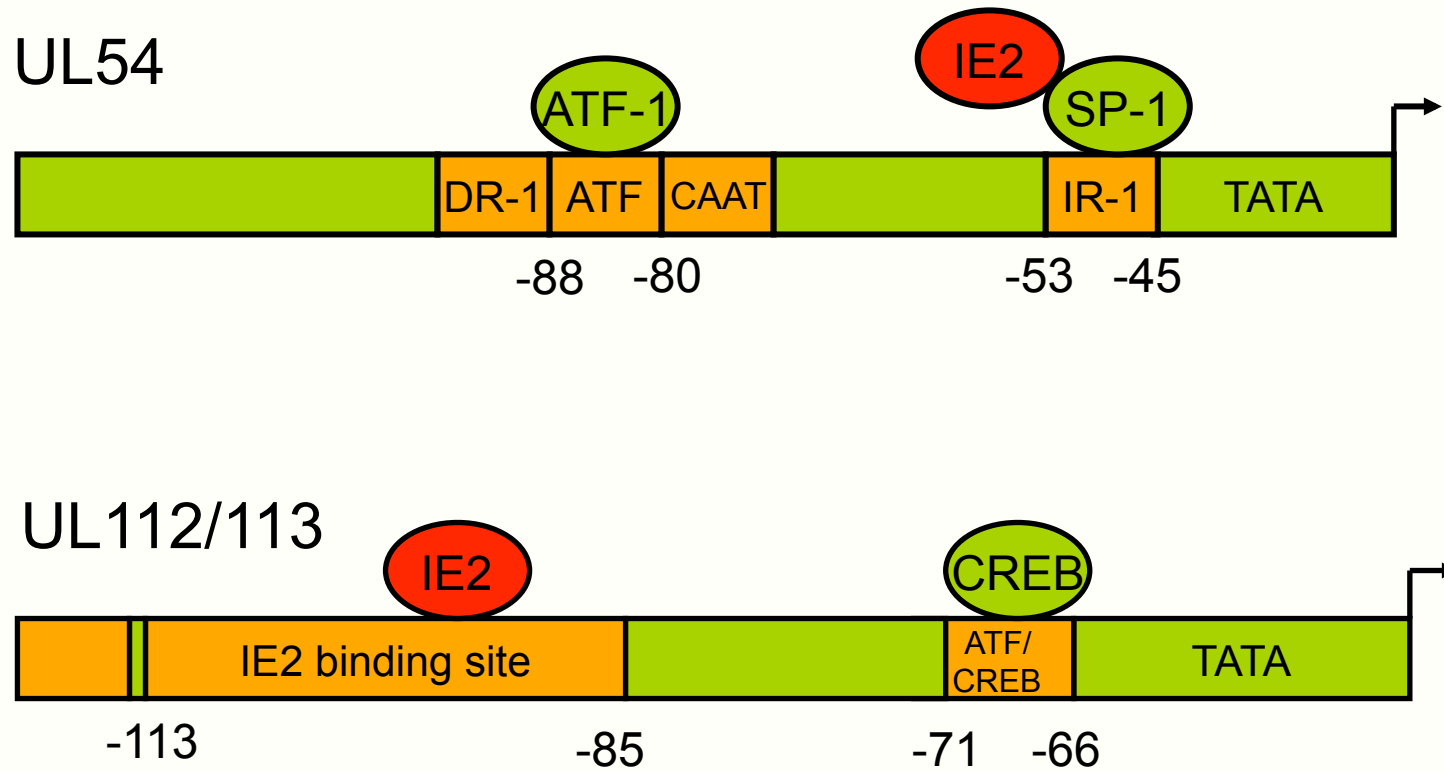 UL54
IE2
ATF-1
SP-1
DR-1 ATF CAAT IR-1 TATA
-88 -80 -53 -45
UL112/113
IE2
CREB
IE2 binding site
ATF/
CREB
TATA
-113 -85 -71 -66